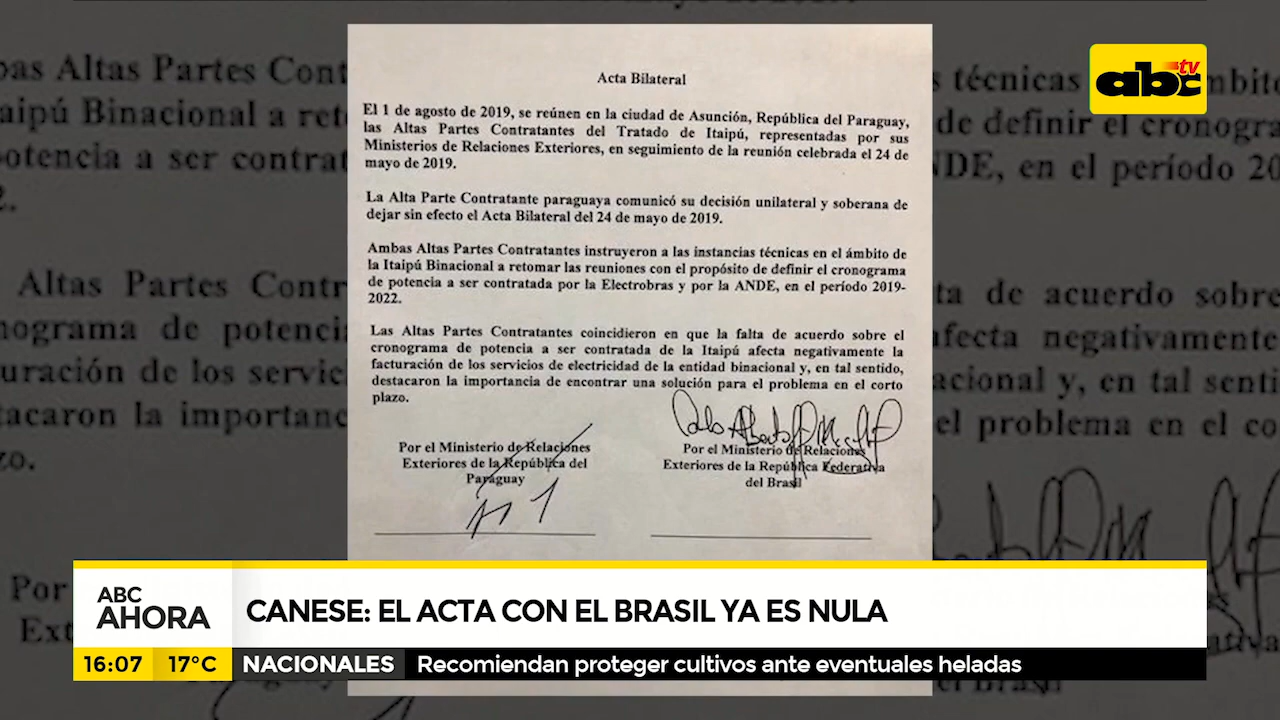 Acta Bilateral
El 1 de agosto de 2019, se reúnen en la ciudad de Asunción, República del Paraguay,
las Altas Partes Contratantes del Tratado de Itaipú, representadas por sus
Ministerios de Relaciones Exteriores, en seguimiento de la reunión celebrada el 24 de
mayo de 2019.
La Alta Parte Contratante paraguaya comunicó su decisión unilateral y soberana de
dejar sin efecto el Acta Bilateral del 24 de mayo de 2019.
Ambas Altas Partes Contratantes instruyeron a las instancias técnicas en el ámbito de
la Itaipú Binacional a retomar las reuniones con el propósito de definir el cronograma
de potencia a ser contratada por la Electrobras y por la ANDE, en el período 2019-
2022.
Las Altas Partes Contratantes coincidieron en que la falta de acuerdo sobre el
cronograma de potencia a ser contratada de la Itaipú afecta negativamente la
facturación de los servicios de electricidad de la entidad binacional y, en tal sentido,
destacaron la importancia de encontrar una solución para el problema en el corto
plazo.
Por el Ministerio de Relaciones
Exteriores de la República del
Paraguay
Por el Ministerio de Relaciones
Exteriores de la República Federativa
del Brasil
abc tv
ABC
AHORA
CANESE: EL ACTA CON EL BRASIL YA ES NULA
16:07 17°C NACIONALES Recomiendan proteger cultivos ante eventuales heladas